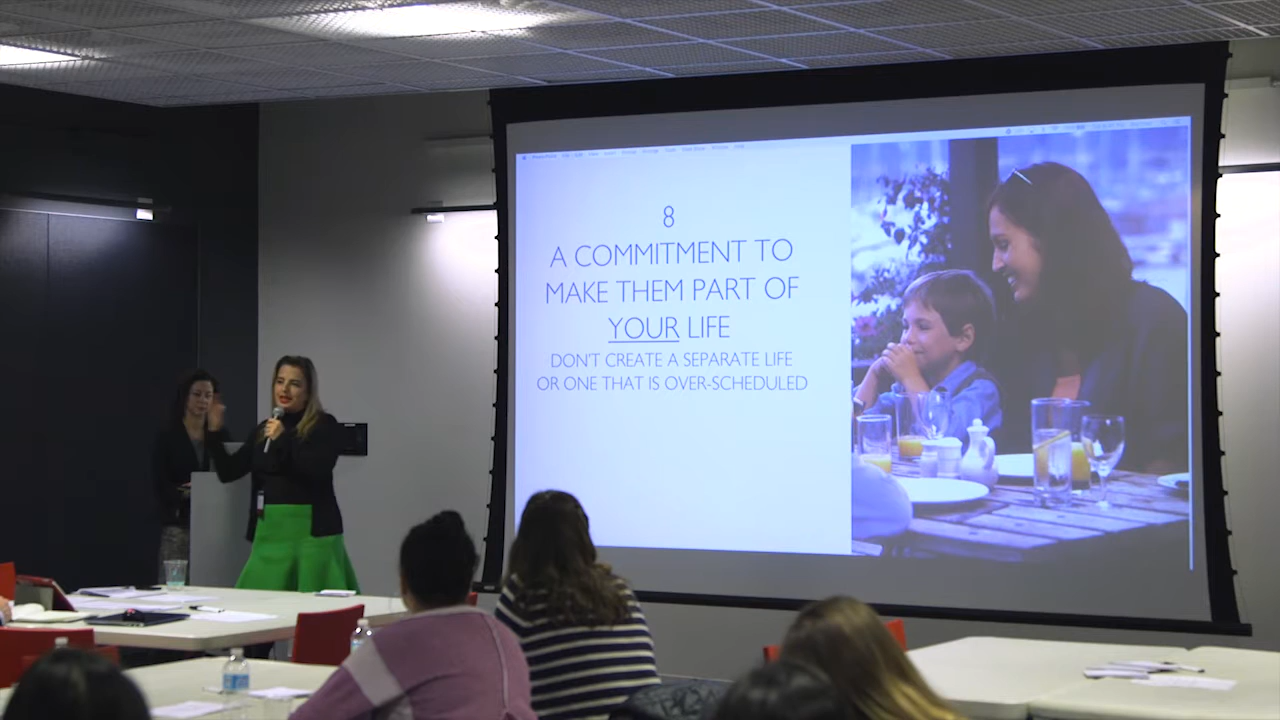 8
A COMMITMENT TO
MAKE THEM PART OF
YOUR LIFE
DON'T CREATE A SEPARATE LIFE
OR ONE THAT IS OVER-SCHEDULED